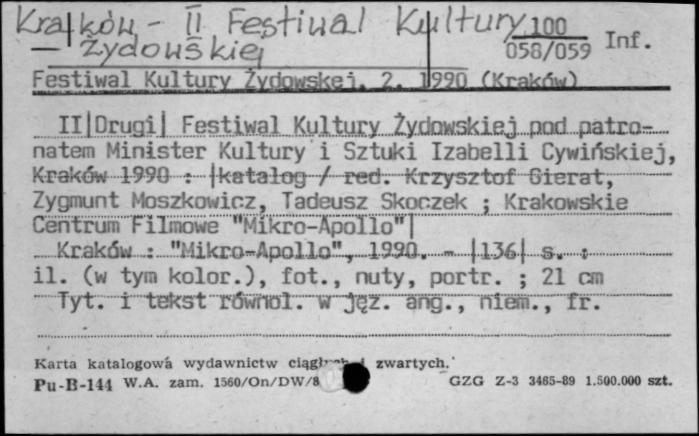 Kraków - II Festiwal Kultury
— Żydowskiej
100
058/059 Inf.
Festiwal Kultury Żydowskej. 2. 1990 (Kraków)
II|Drugi| Festiwal Kultury Żydowskiej pod patro-
natem Minister Kultury i Sztuki Izabelli Cywińskiej,
Kraków 1990 : |katalog / red. Krzysztof Gierat,
Zygmunt Moszkowicz, Tadeusz Skoczek ; Krakowskie
Centrum Filmowe "Mikro-Apollo"|
Kraków : "Mikro-Apollo", 1990. - |136| s. :
il. (w tym kolor.), fot., nuty, portr. ; 21 cm
Tyt. i tekst równol. w jęz. ang., niem., fr.
Karta katalogowa wydawnictw ciągłych i zwartych.
Pu-B-144 W.A. zam. 1560/On/DW/8 GZG Z-3 3465-89 1.500.000 szt.